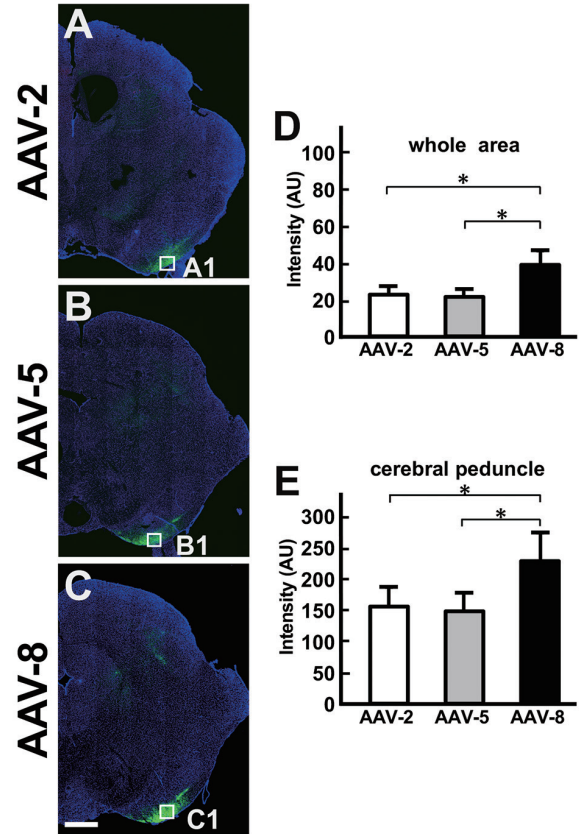 AAV-2
A
A1
AAV-5
B
B1
AAV-8
C
C1
D
whole area
Intensity (AU)
100
80
60
40
20
0
*
*
AAV-2 AAV-5 AAV-8
E
cerebral peduncle
Intensity (AU)
300
250
200
150
100
50
0
*
*
AAV-2 AAV-5 AAV-8